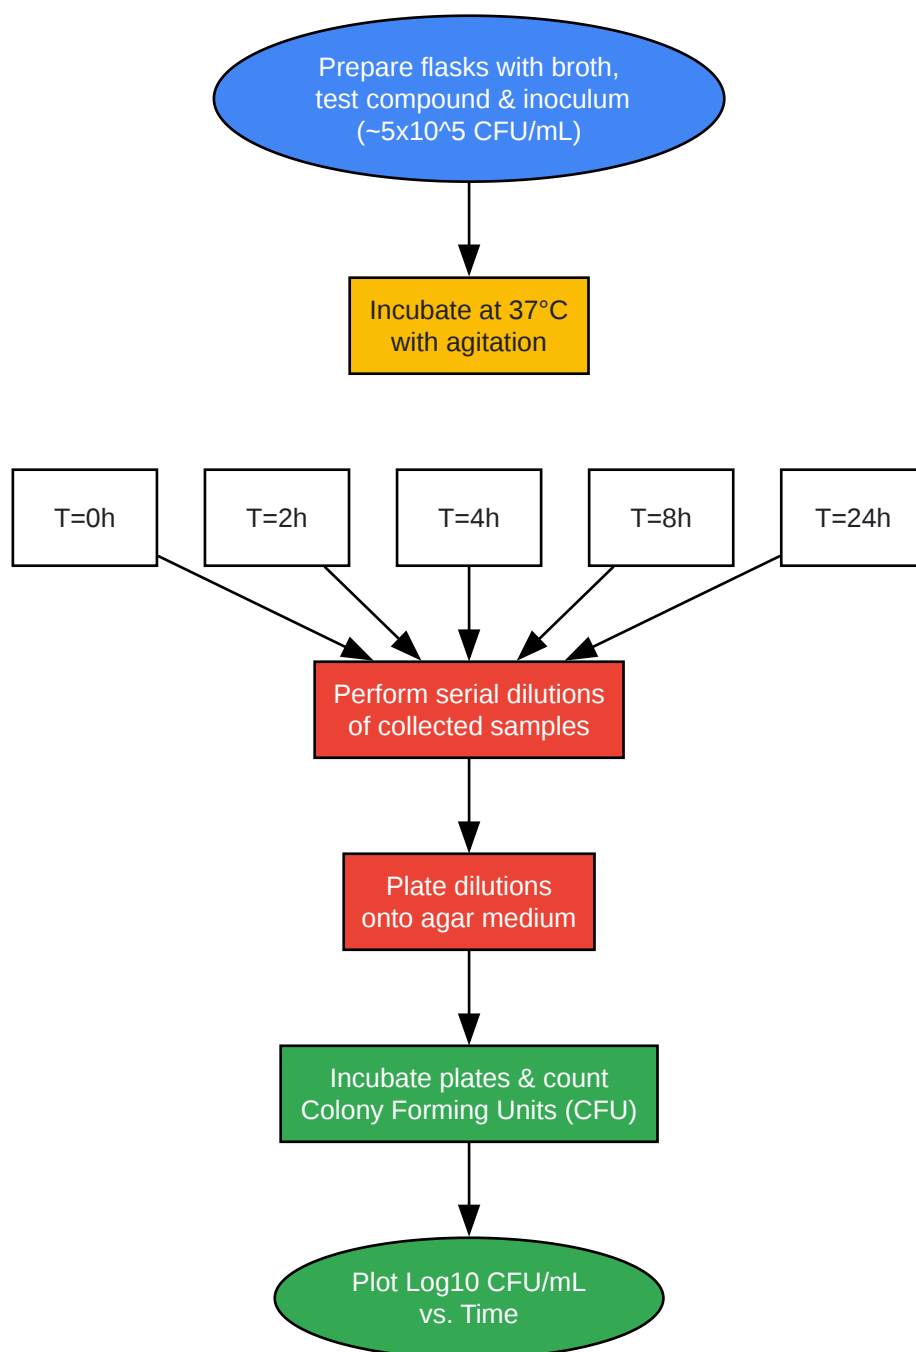 Prepare flasks with broth,
test compound & inoculum
(~5x10^5 CFU/mL)
Incubate at 37°C
with agitation
T=0h
T=2h
T=4h
T=8h
T=24h
Perform serial dilutions
of collected samples
Plate dilutions
onto agar medium
Incubate plates & count
Colony Forming Units (CFU)
Plot Log10 CFU/mL
vs. Time